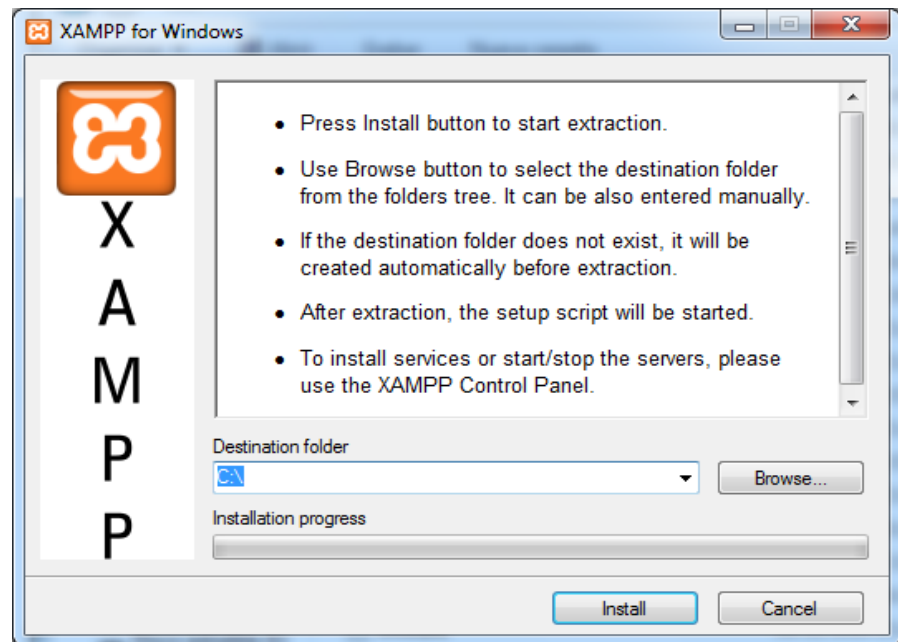 XAMPP for Windows
X
A
M
P
P
• Press Install button to start extraction.
• Use Browse button to select the destination folder
from the folders tree. It can be also entered manually.
• If the destination folder does not exist, it will be
created automatically before extraction.
• After extraction, the setup script will be started.
• To install services or start/stop the servers, please
use the XAMPP Control Panel.
Destination folder
C:\
Browse...
Installation progress
Install
Cancel